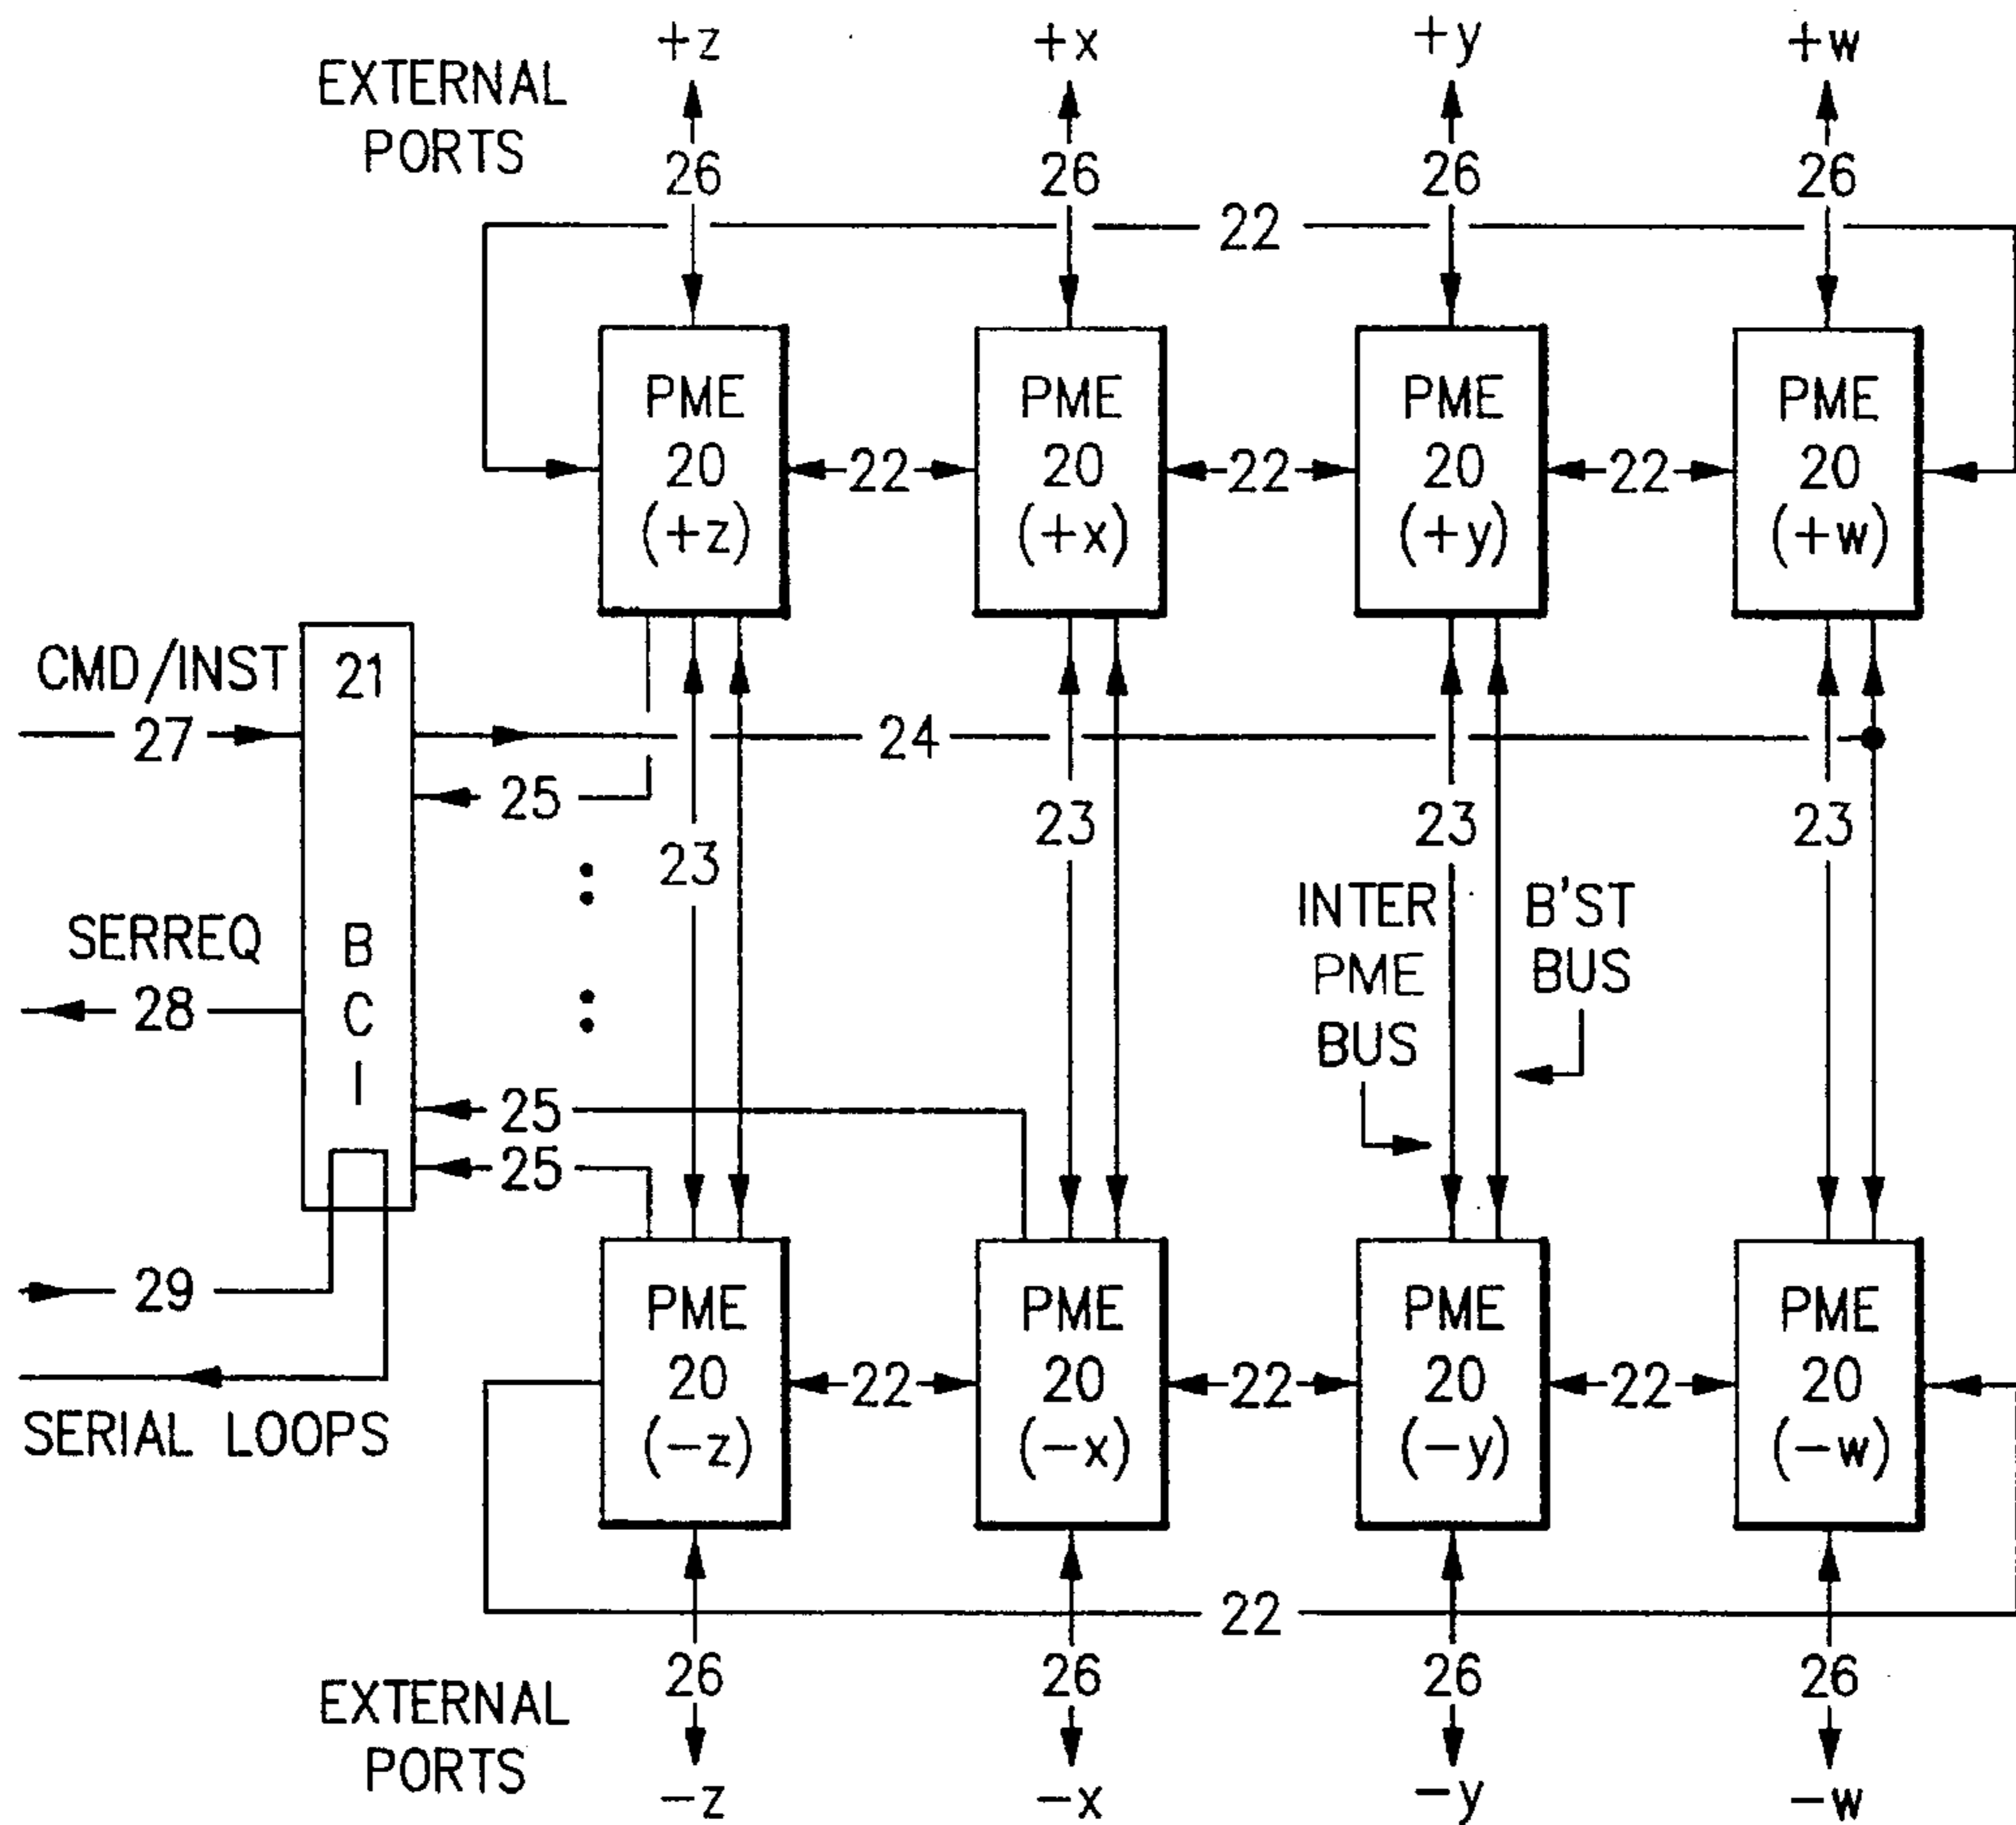 +z +x +y +w
EXTERNAL
PORTS
26 26 26 26
22
PME PME PME PME
20 22 20 22 20 22 20
(+z) (+x) (+y) (+w)
CMD/INST 21
27 24
25
23 23 23 23
INTER B'ST
PME BUS
BUS
SERREQ B
28 C
I
25
25
29
PME PME PME PME
20 22 20 22 20 22 20
(−z) (−x) (−y) (−w)
SERIAL LOOPS
22
26 26 26 26
EXTERNAL
PORTS
−z −x −y −w